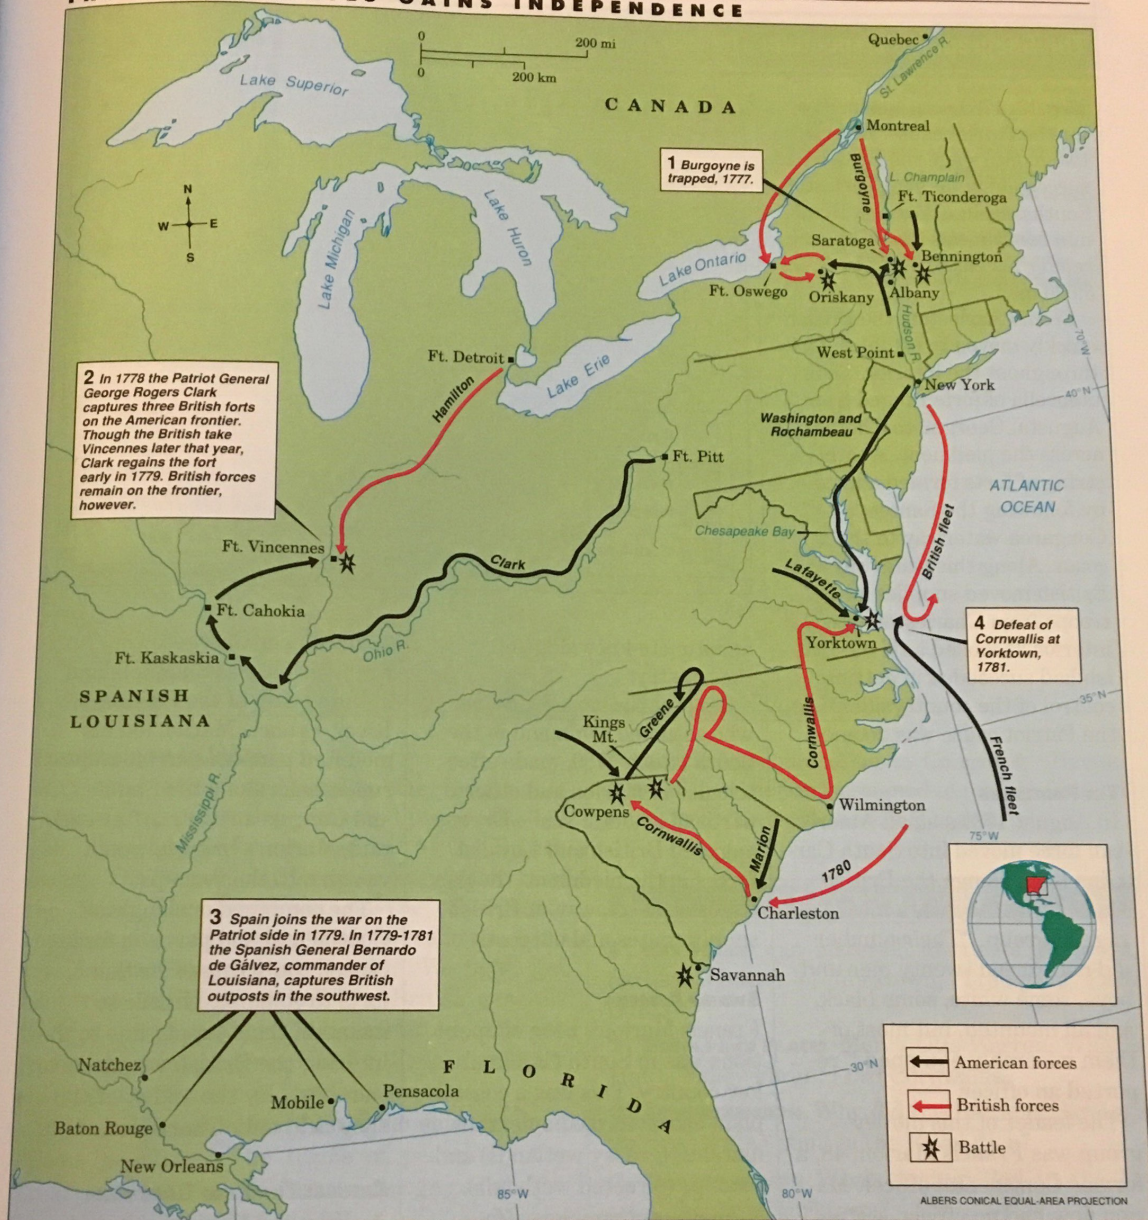 GAINS INDEPENDENCE
0 200 mi
0 200 km
Quebec
St. Lawrence R.
Lake Superior
CANADA
Montreal
1 Burgoyne is
trapped, 1777.
Burgoyne
L. Champlain
Ft. Ticonderoga
N
W E
S
Lake Michigan
Lake Huron
Saratoga
Bennington
Lake Ontario
Ft. Oswego
Oriskany
Albany
Hudson R.
70°W
Ft. Detroit
Lake Erie
West Point
New York
40°N
Hamilton
2 In 1778 the Patriot General
George Rogers Clark
captures three British forts
on the American frontier.
Though the British take
Vincennes later that year,
Clark regains the fort
early in 1779. British forces
remain on the frontier,
however.
Washington and
Rochambeau
Ft. Pitt
ATLANTIC
OCEAN
Chesapeake Bay
British fleet
Ft. Vincennes
Clark
Lafayette
Ft. Cahokia
Yorktown
4 Defeat of
Cornwallis at
Yorktown,
1781.
Ft. Kaskaskia
Ohio R.
SPANISH
LOUISIANA
35°N
Kings
Mt.
Greene
Cornwallis
French fleet
Mississippi R.
Cowpens
Wilmington
75°W
Cornwallis
Marion
1780
Charleston
3 Spain joins the war on the
Patriot side in 1779. In 1779-1781
the Spanish General Bernardo
de Gálvez, commander of
Louisiana, captures British
outposts in the southwest.
Savannah
Natchez
FLORIDA
30°N
American forces
Mobile
Pensacola
British forces
Baton Rouge
Battle
New Orleans
85°W
80°W
ALBERS CONICAL EQUAL-AREA PROJECTION